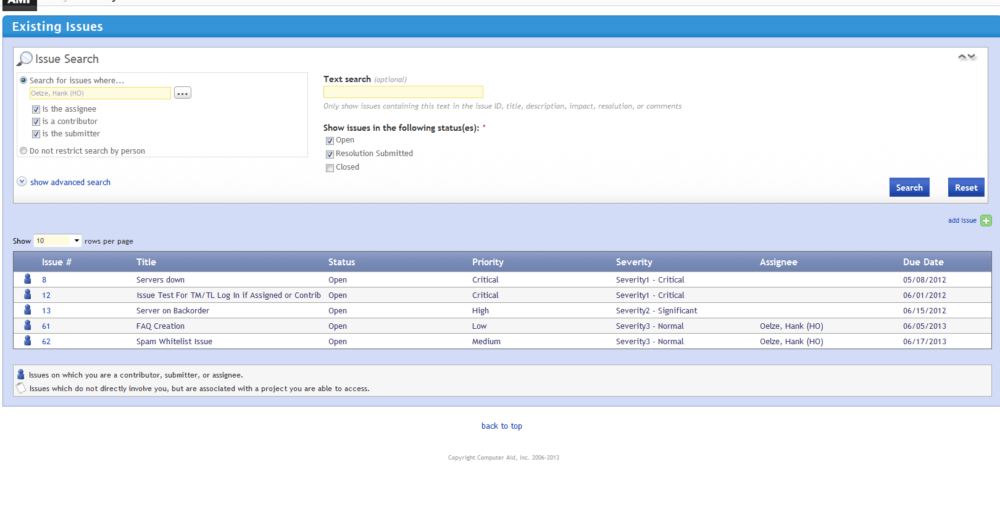 AMP
Existing Issues
Issue Search
Search for issues where...
Oelze, Hank (HO)
...
is the assignee
is a contributor
is the submitter
Do not restrict search by person
show advanced search
Text search (optional)
Only show issues containing this text in the issue ID, title, description, impact, resolution, or comments
Show issues in the following status(es): *
Open
Resolution Submitted
Closed
Search Reset
add issue
Show 10 rows per page
Issue # Title Status Priority Severity Assignee Due Date
8 Servers down Open Critical Severity1 - Critical 05/08/2012
12 Issue Test For TM/TL Log In if Assigned or Contrib Open Critical Severity1 - Critical 06/01/2012
13 Server on Backorder Open High Severity2 - Significant 06/15/2012
61 FAQ Creation Open Low Severity3 - Normal Oelze, Hank (HO) 06/05/2013
62 Spam Whitelist Issue Open Medium Severity3 - Normal Oelze, Hank (HO) 06/17/2013
Issues on which you are a contributor, submitter, or assignee.
Issues which do not directly involve you, but are associated with a project you are able to access.
back to top
Copyright Computer Aid, Inc. 2006-2013